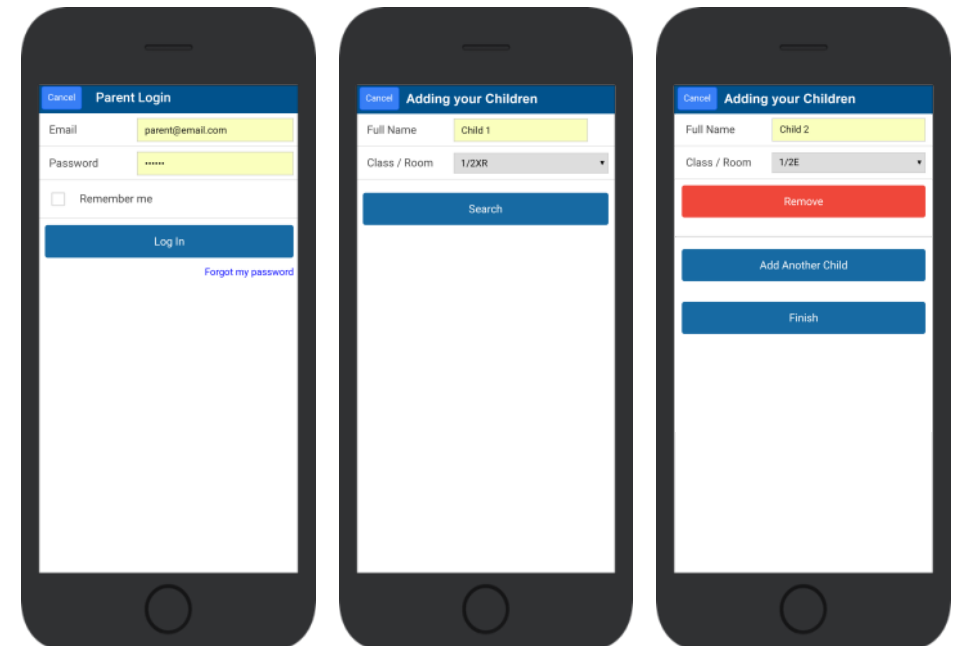 Cancel Parent Login
Email parent@email.com
Password ••••••
Remember me
Log In
Forgot my password
Cancel Adding your Children
Full Name Child 1
Class / Room 1/2XR
Search
Cancel Adding your Children
Full Name Child 2
Class / Room 1/2E
Remove
Add Another Child
Finish